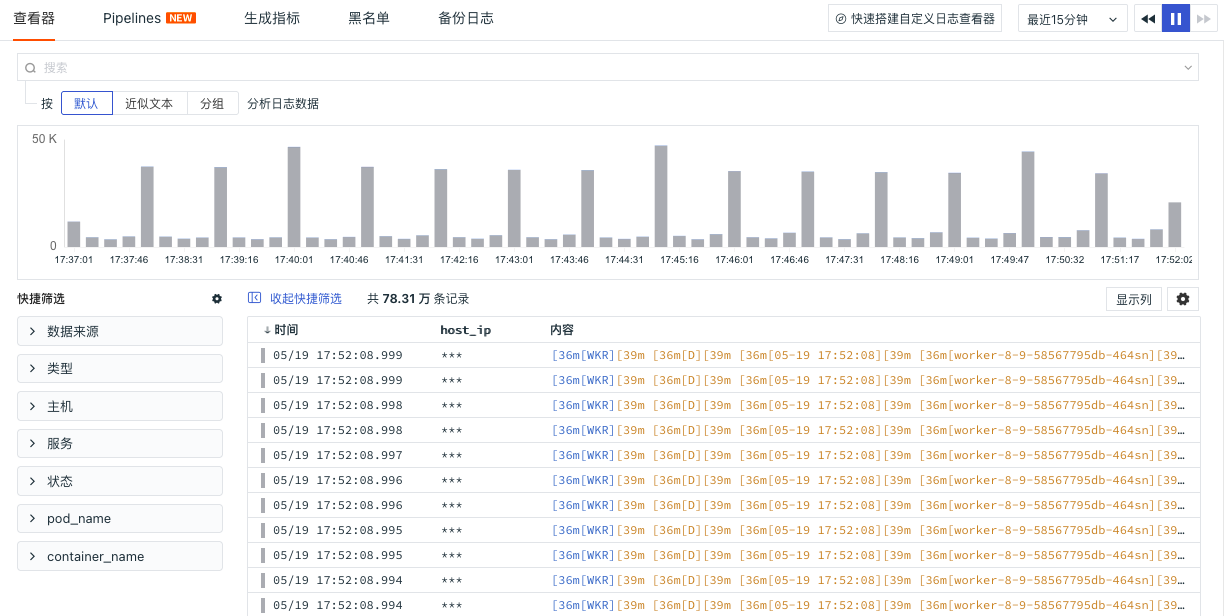 查看器 Pipelines NEW 生成指标 黑名单 备份日志 快速搭建自定义日志查看器 最近15分钟
搜索
按 默认 近似文本 分组 分析日志数据
50 K
0
17:37:01 17:37:46 17:38:31 17:39:16 17:40:01 17:40:46 17:41:31 17:42:16 17:43:01 17:43:46 17:44:31 17:45:16 17:46:01 17:46:46 17:47:31 17:48:16 17:49:01 17:49:47 17:50:32 17:51:17 17:52:02
快捷筛选 收起快捷筛选 共 78.31 万 条记录 显示列
数据来源
类型
主机
服务
状态
pod_name
container_name
↓时间 host_ip 内容
05/19 17:52:08.999 *** [36m[WKR][39m [36m[D][39m [36m[05-19 17:52:08][39m [36m[worker-8-9-58567795db-464sn][39…
05/19 17:52:08.999 *** [36m[WKR][39m [36m[D][39m [36m[05-19 17:52:08][39m [36m[worker-8-9-58567795db-464sn][39…
05/19 17:52:08.998 *** [36m[WKR][39m [36m[D][39m [36m[05-19 17:52:08][39m [36m[worker-8-9-58567795db-464sn][39…
05/19 17:52:08.998 *** [36m[WKR][39m [36m[D][39m [36m[05-19 17:52:08][39m [36m[worker-8-9-58567795db-464sn][39…
05/19 17:52:08.997 *** [36m[WKR][39m [36m[D][39m [36m[05-19 17:52:08][39m [36m[worker-8-9-58567795db-464sn][39…
05/19 17:52:08.996 *** [36m[WKR][39m [36m[D][39m [36m[05-19 17:52:08][39m [36m[worker-8-9-58567795db-464sn][39…
05/19 17:52:08.996 *** [36m[WKR][39m [36m[D][39m [36m[05-19 17:52:08][39m [36m[worker-8-9-58567795db-464sn][39…
05/19 17:52:08.995 *** [36m[WKR][39m [36m[D][39m [36m[05-19 17:52:08][39m [36m[worker-8-9-58567795db-464sn][39…
05/19 17:52:08.995 *** [36m[WKR][39m [36m[D][39m [36m[05-19 17:52:08][39m [36m[worker-8-9-58567795db-464sn][39…
05/19 17:52:08.994 *** [36m[WKR][39m [36m[D][39m [36m[05-19 17:52:08][39m [36m[worker-8-9-58567795db-464sn][39…
05/19 17:52:08.994 *** [36m[WKR][39m [36m[D][39m [36m[05-19 17:52:08][39m [36m[worker-8-9-58567795db-464sn][39…